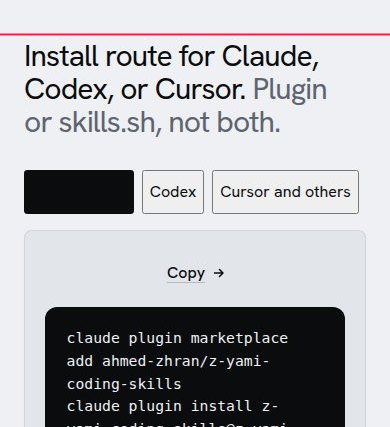 Install route for Claude,
Codex, or Cursor. Plugin
or skills.sh, not both.
Codex
Cursor and others
Copy →
claude plugin marketplace
add ahmed-zhran/z-yami-
coding-skills
claude plugin install z-